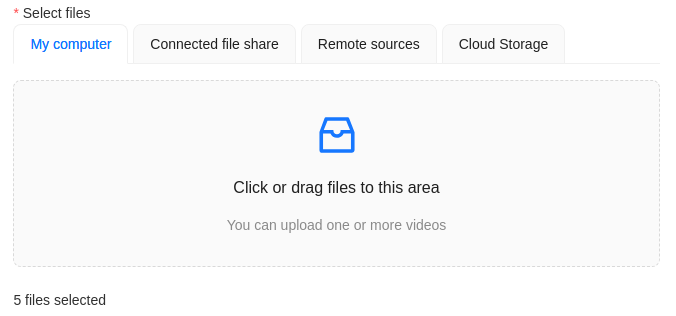 * Select files
My computer Connected file share Remote sources Cloud Storage
Click or drag files to this area
You can upload one or more videos
5 files selected